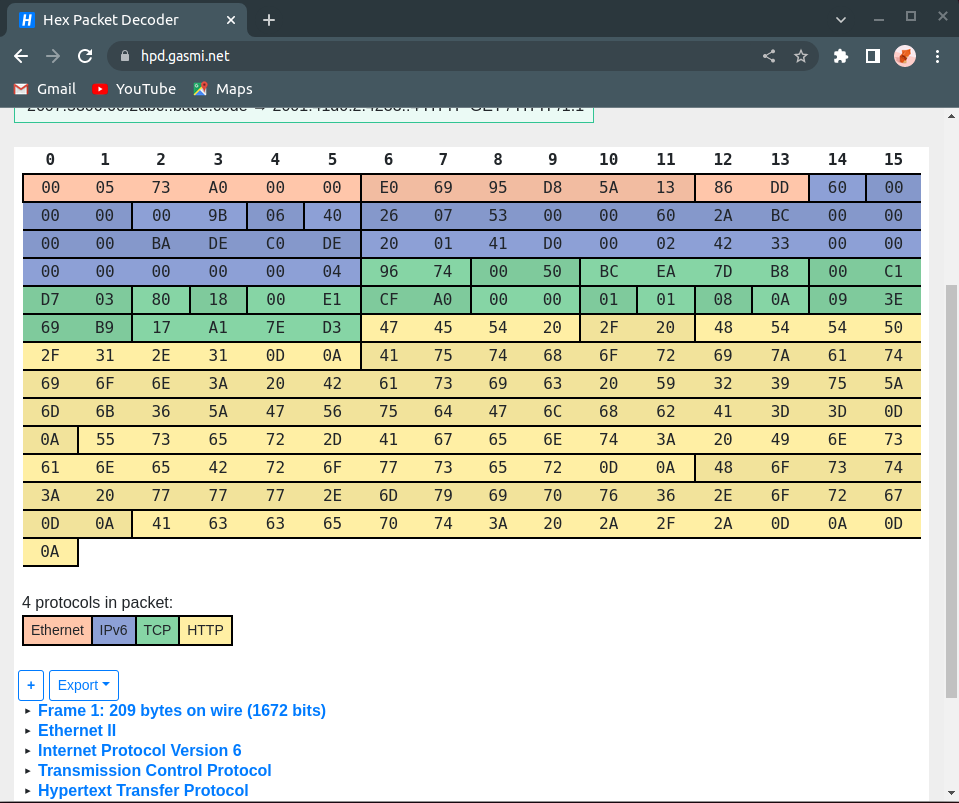 Hex Packet Decoder
hpd.gasmi.net
Gmail YouTube Maps
0 1 2 3 4 5 6 7 8 9 10 11 12 13 14 15
00 05 73 A0 00 00 E0 69 95 D8 5A 13 86 DD 60 00
00 00 00 9B 06 40 26 07 53 00 00 60 2A BC 00 00
00 00 BA DE C0 DE 20 01 41 D0 00 02 42 33 00 00
00 00 00 00 00 04 96 74 00 50 BC EA 7D B8 00 C1
D7 03 80 18 00 E1 CF A0 00 00 01 01 08 0A 09 3E
69 B9 17 A1 7E D3 47 45 54 20 2F 20 48 54 54 50
2F 31 2E 31 0D 0A 41 75 74 68 6F 72 69 7A 61 74
69 6F 6E 3A 20 42 61 73 69 63 20 59 32 39 75 5A
6D 6B 36 5A 47 56 75 64 47 6C 68 62 41 3D 3D 0D
0A 55 73 65 72 2D 41 67 65 6E 74 3A 20 49 6E 73
61 6E 65 42 72 6F 77 73 65 72 0D 0A 48 6F 73 74
3A 20 77 77 77 2E 6D 79 69 70 76 36 2E 6F 72 67
0D 0A 41 63 63 65 70 74 3A 20 2A 2F 2A 0D 0A 0D
0A
4 protocols in packet:
Ethernet IPv6 TCP HTTP
+ Export
Frame 1: 209 bytes on wire (1672 bits)
Ethernet II
Internet Protocol Version 6
Transmission Control Protocol
Hypertext Transfer Protocol